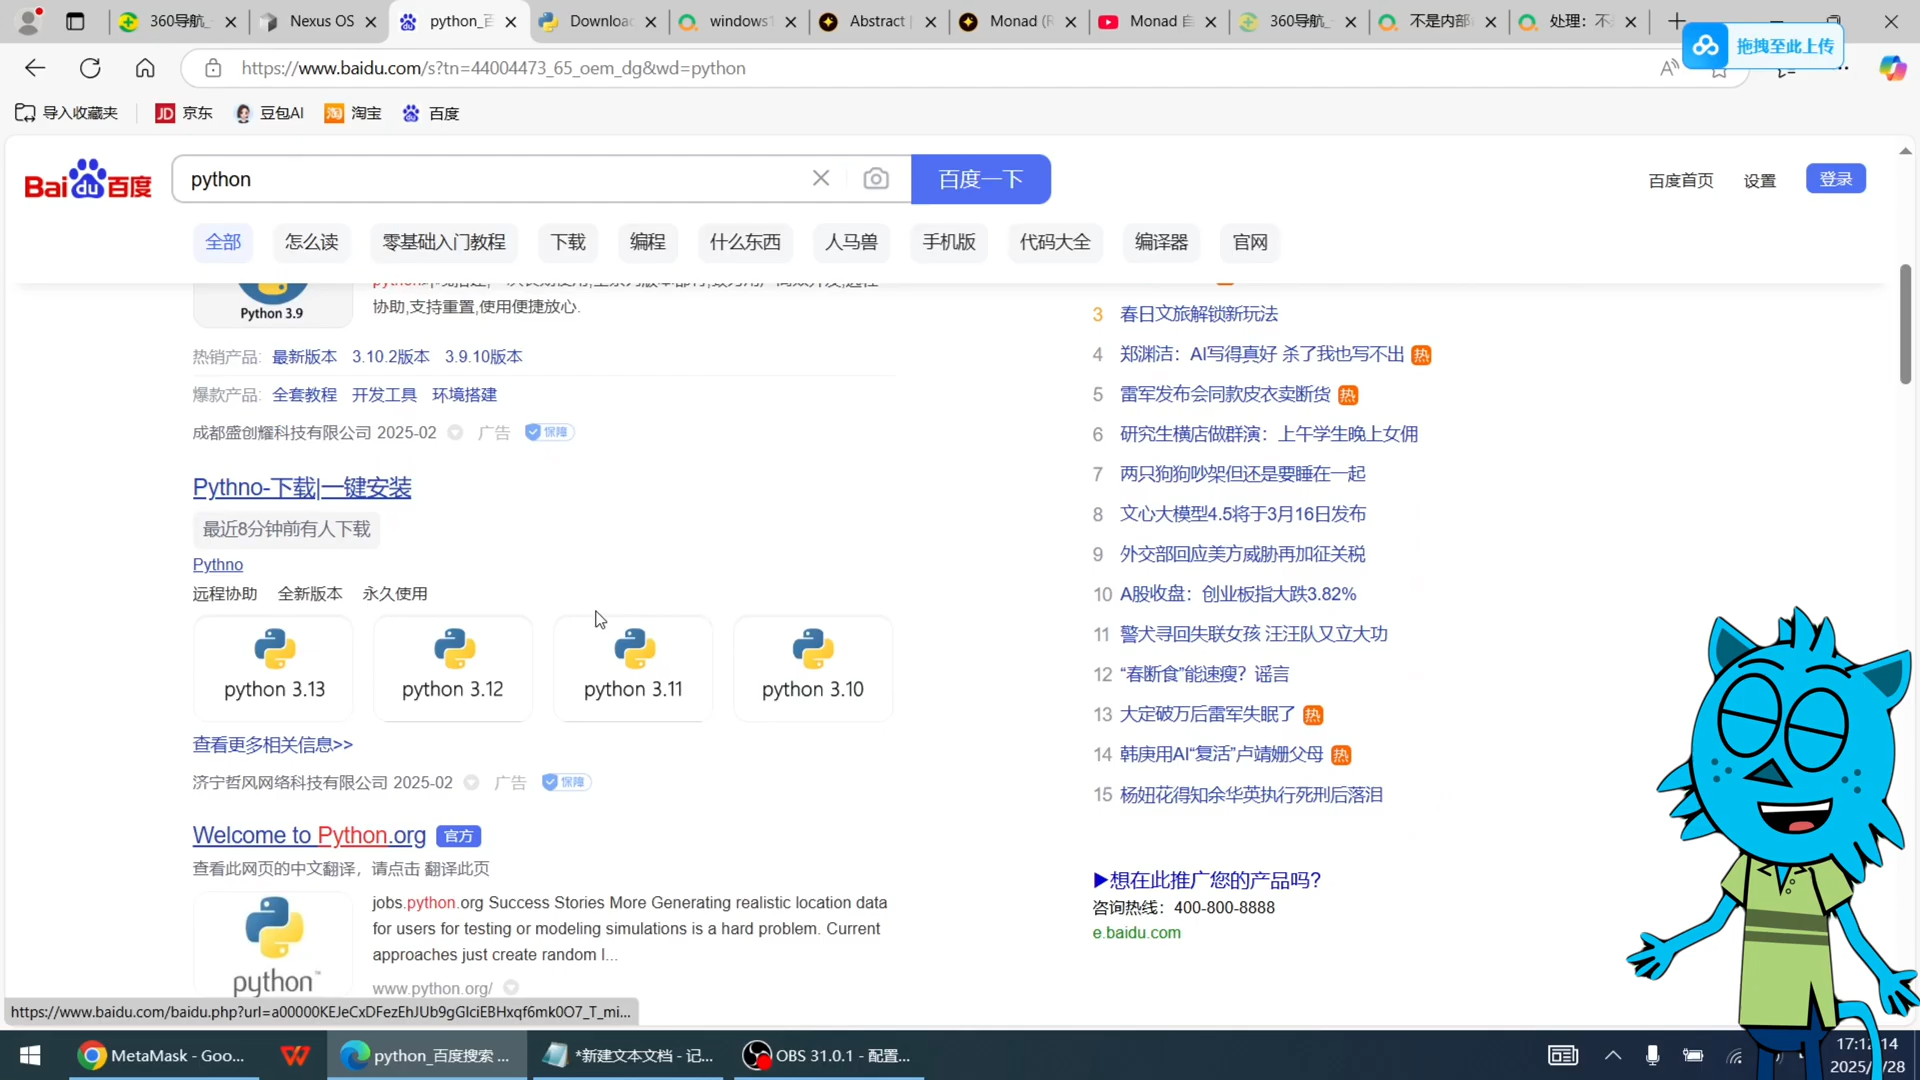 360导航_
Nexus OS
python_百
Download
windows1
Abstract
Monad (R
Monad 自
360导航_
不是内部
处理：不
拖拽至此上传
https://www.baidu.com/s?tn=44004473_65_oem_dg&wd=python
导入收藏夹
JD 京东
豆包AI
淘 淘宝
百度
Bai du 百度
python
百度一下
百度首页
设置
登录
全部
怎么读
零基础入门教程
下载
编程
什么东西
人马兽
手机版
代码大全
编译器
官网
Python 3.9
协助,支持重置,使用便捷放心.
热销产品: 最新版本 3.10.2版本 3.9.10版本
爆款产品: 全套教程 开发工具 环境搭建
成都盛创耀科技有限公司 2025-02 广告 保障
Pythno-下载|一键安装
最近8分钟前有人下载
Pythno
远程协助 全新版本 永久使用
python 3.13
python 3.12
python 3.11
python 3.10
查看更多相关信息>>
济宁哲风网络科技有限公司 2025-02 广告 保障
Welcome to Python.org 官方
查看此网页的中文翻译，请点击 翻译此页
python™
jobs.python.org Success Stories More Generating realistic location data
for users for testing or modeling simulations is a hard problem. Current
approaches just create random l...
www.python.org/
3 春日文旅解锁新玩法
4 郑渊洁：AI写得真好 杀了我也写不出 热
5 雷军发布会同款皮衣卖断货 热
6 研究生横店做群演：上午学生晚上女佣
7 两只狗狗吵架但还是要睡在一起
8 文心大模型4.5将于3月16日发布
9 外交部回应美方威胁再加征关税
10 A股收盘：创业板指大跌3.82%
11 警犬寻回失联女孩 汪汪队又立大功
12 “春断食”能速瘦？谣言
13 大定破万后雷军失眠了 热
14 韩庚用AI“复活”卢靖姗父母 热
15 杨妞花得知余华英执行死刑后落泪
▶想在此推广您的产品吗?
咨询热线：400-800-8888
e.baidu.com
https://www.baidu.com/baidu.php?url=a00000KEJeCxDFezEhJUb9gGIciEBHxqf6mk0O7_T_mi...
MetaMask - Goo...
python_百度搜索 ...
*新建文本文档 - 记...
OBS 31.0.1 - 配置...
17:12:14
2025/ /28